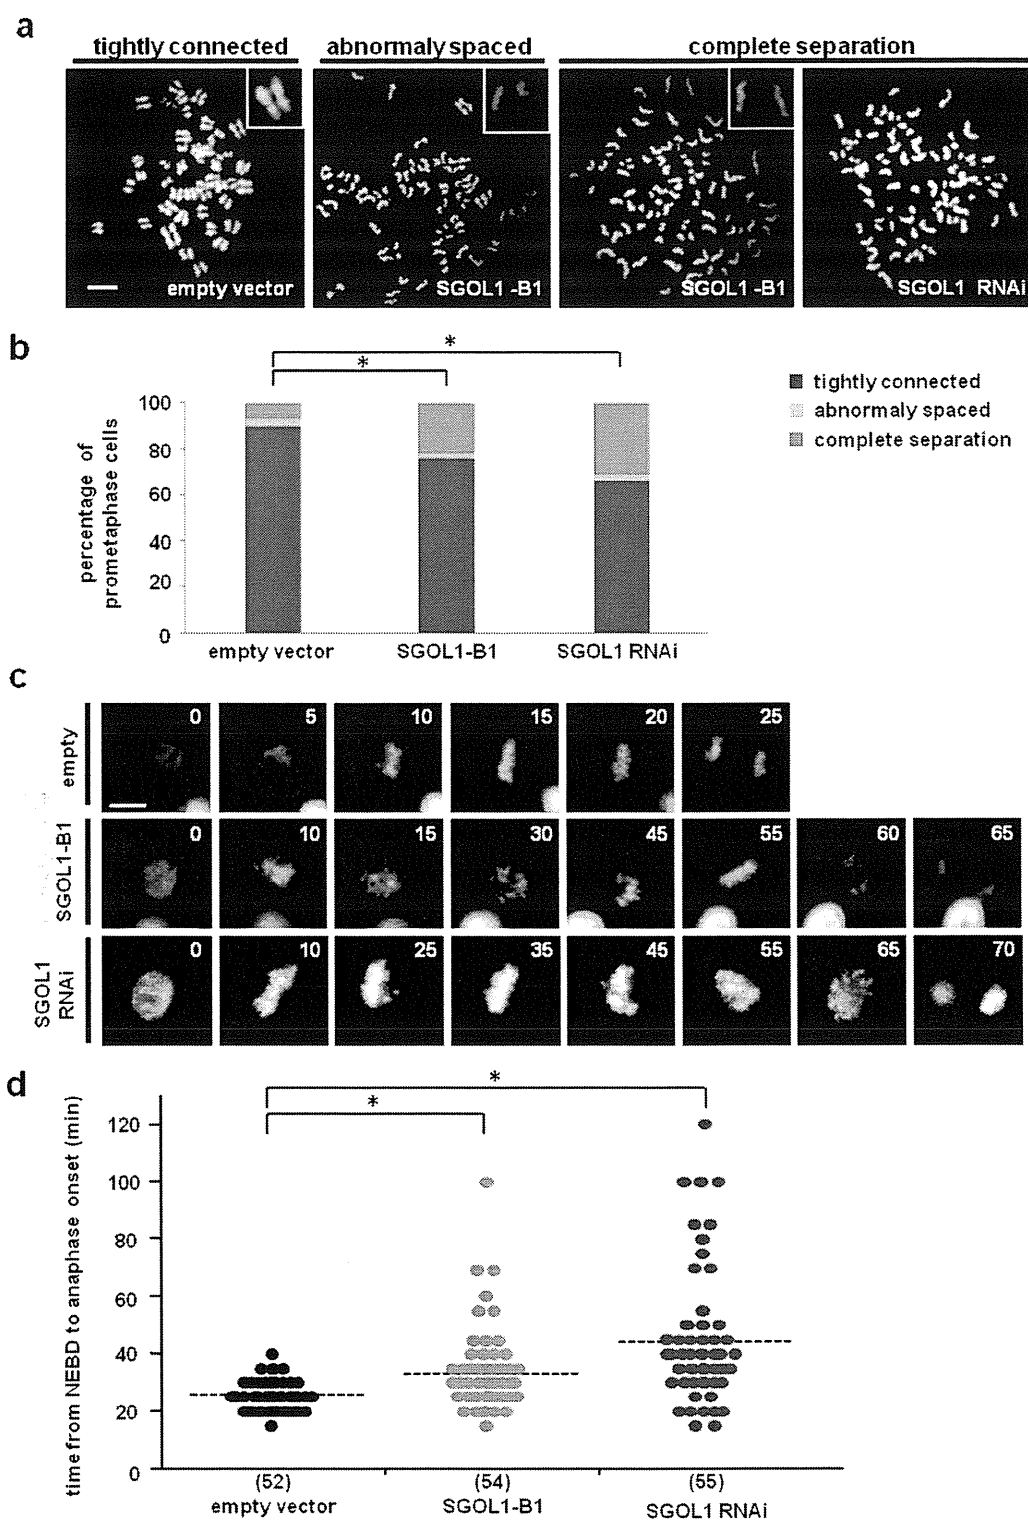 a
tightly connected
abnormaly spaced
complete separation
empty vector
SGOL1 -B1
SGOL1 -B1
SGOL1 RNAi
b
*
*
tightly connected
abnormaly spaced
complete separation
percentage of
prometaphase cells
100
80
60
40
20
0
empty vector
SGOL1-B1
SGOL1 RNAi
c
empty
0
5
10
15
20
25
SGOL1-B1
0
10
15
30
45
55
60
65
SGOL1
RNAi
0
10
25
35
45
55
65
70
d
*
*
time from NEBD to anaphase onset (min)
120
100
80
60
40
20
0
(52)
(54)
(55)
empty vector
SGOL1-B1
SGOL1 RNAi